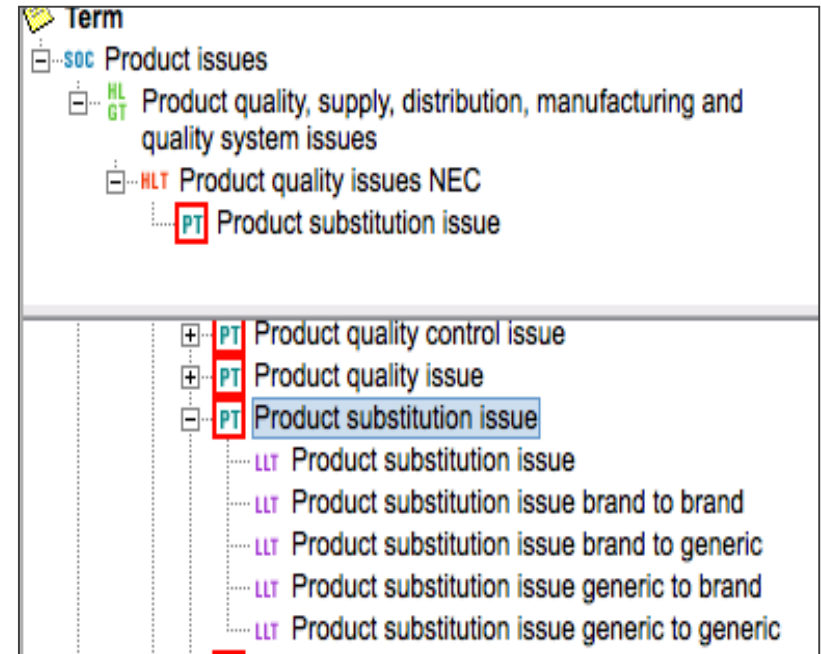 Term
SOC Product issues
HLGT Product quality, supply, distribution, manufacturing and
quality system issues
HLT Product quality issues NEC
PT Product substitution issue
PT Product quality control issue
PT Product quality issue
PT Product substitution issue
LLT Product substitution issue
LLT Product substitution issue brand to brand
LLT Product substitution issue brand to generic
LLT Product substitution issue generic to brand
LLT Product substitution issue generic to generic